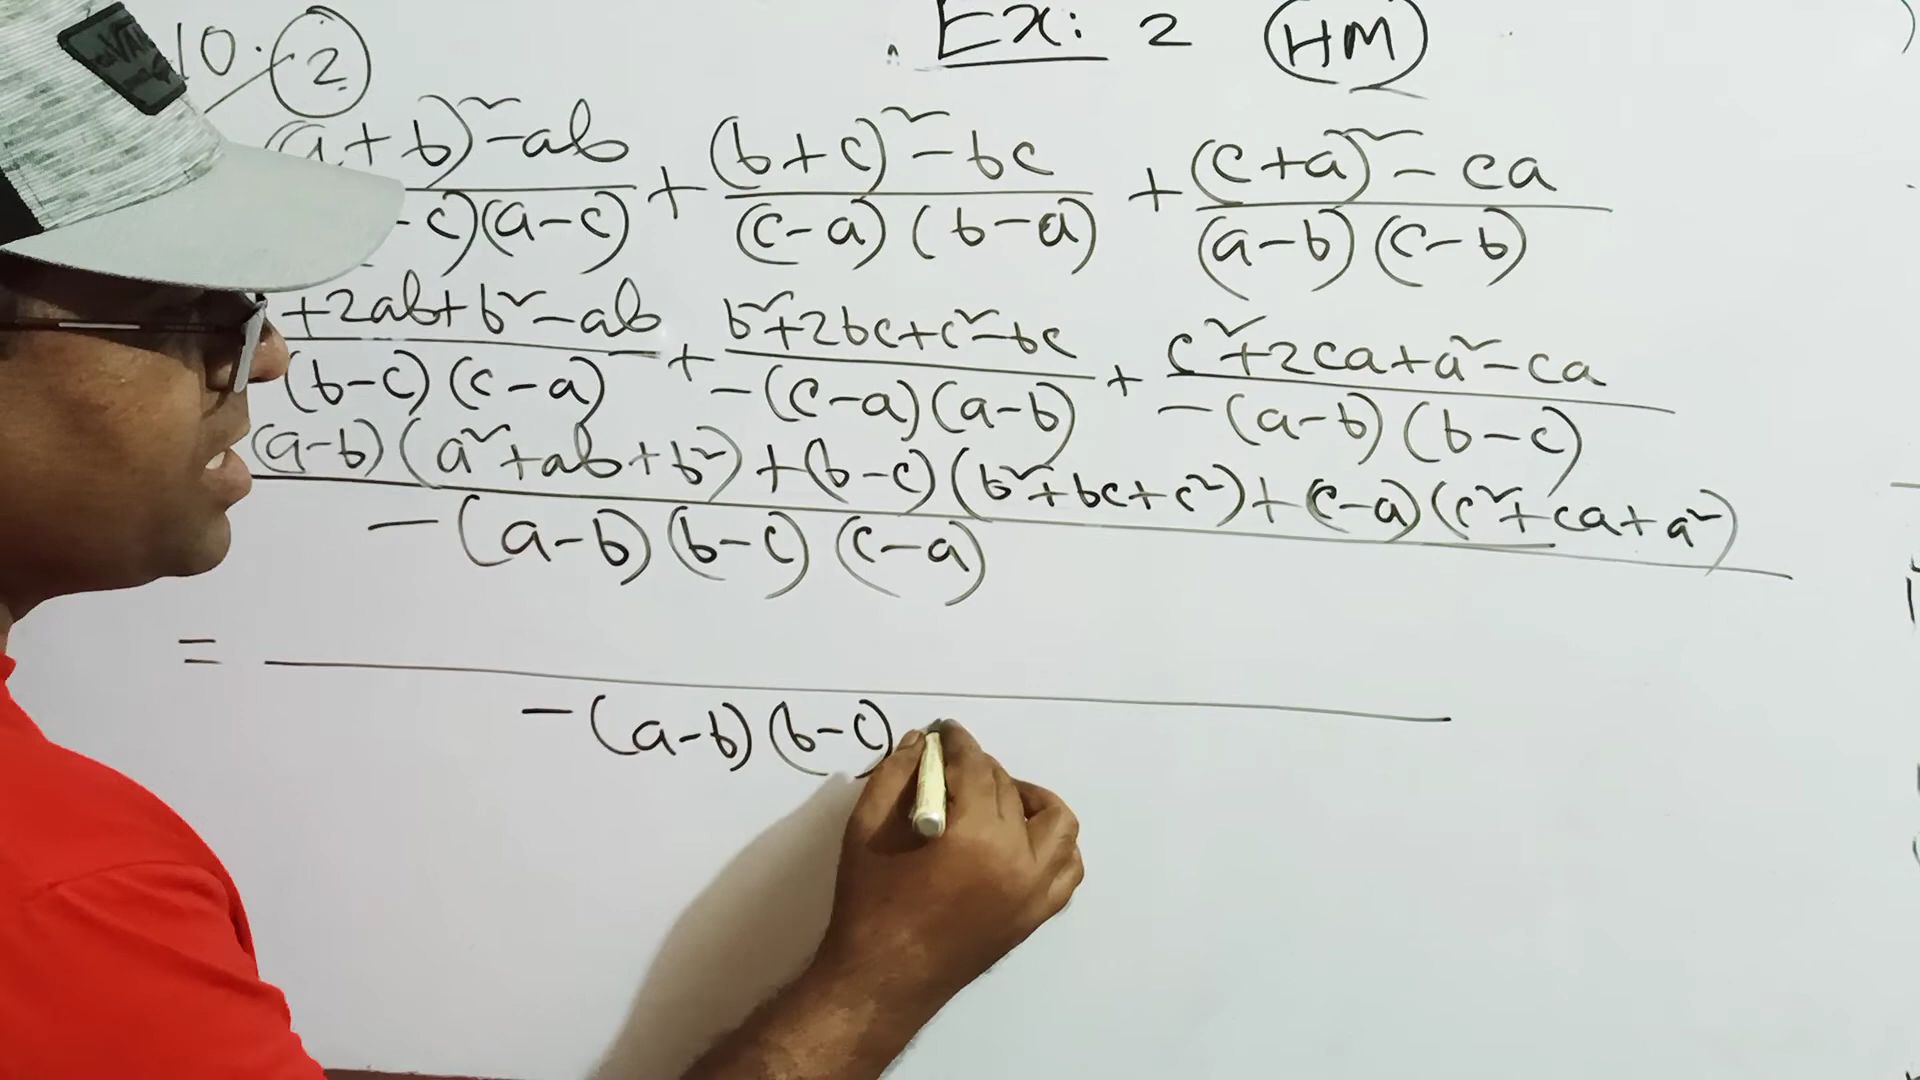 10. 2 Ex: 2 HM
(a+b)²-ab + (b+c)²-bc + (c+a)²-ca
-c)(a-c) (c-a)(b-a) (a-b)(c-b)
+2ab+b²-ab + b²+2bc+c²-bc + c²+2ca+a²-ca
(b-c)(c-a) -(c-a)(a-b) -(a-b)(b-c)
(a-b)(a²+ab+b²)+(b-c)(b²+bc+c²)+(c-a)(c²+ca+a²)
-(a-b)(b-c)(c-a)
=
-(a-b)(b-c)